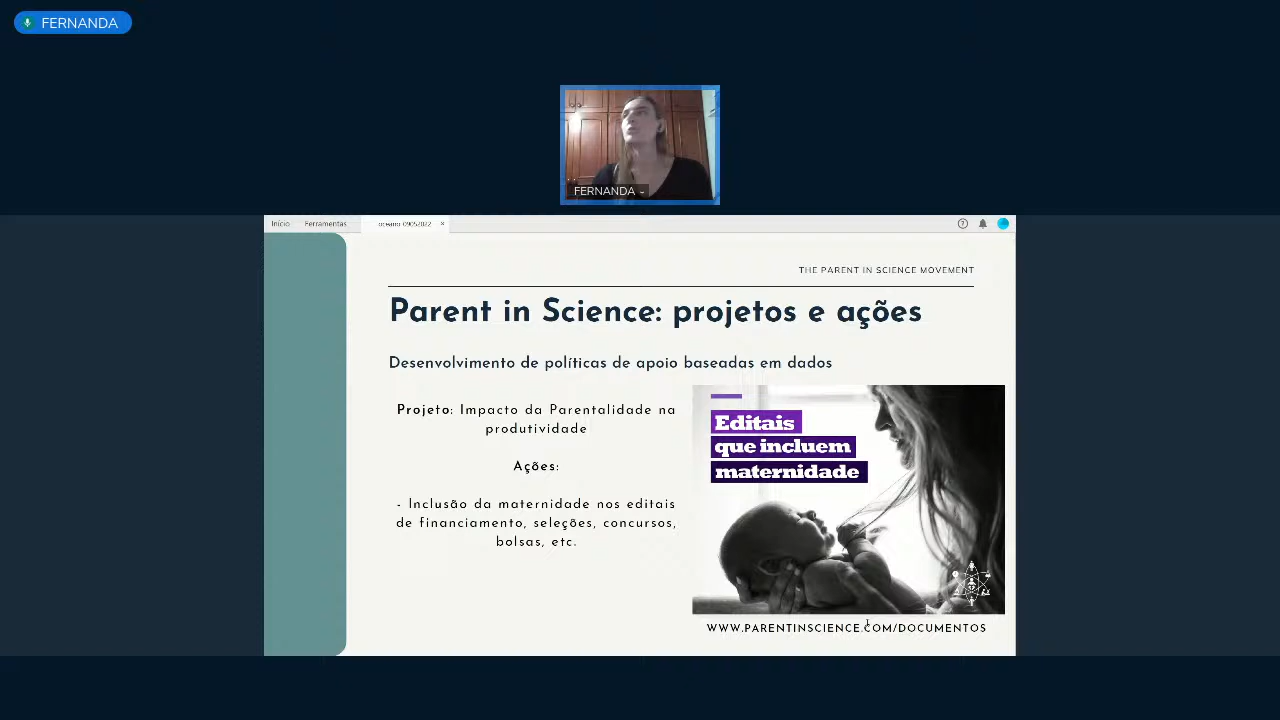 FERNANDA
FERNANDA
Início Ferramentas oceano 09052022 ×
THE PARENT IN SCIENCE MOVEMENT
Parent in Science: projetos e ações
Desenvolvimento de políticas de apoio baseadas em dados
Projeto: Impacto da Parentalidade na
produtividade
Ações:
- Inclusão da maternidade nos editais
de financiamento, seleções, concursos,
bolsas, etc.
Editais
que incluem
maternidade
WWW.PARENTINSCIENCE.COM/DOCUMENTOS